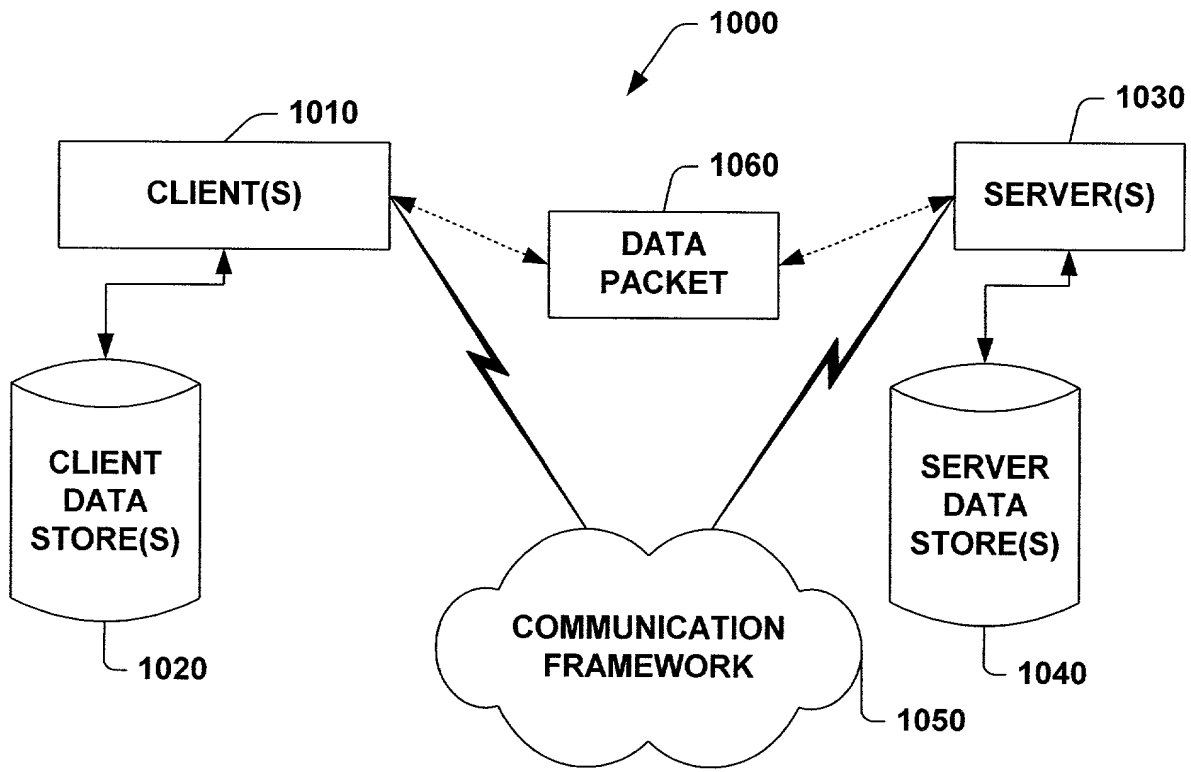 1000
1010
CLIENT(S)
1060
DATA
PACKET
1030
SERVER(S)
CLIENT
DATA
STORE(S)
1020
COMMUNICATION
FRAMEWORK
1050
SERVER
DATA
STORE(S)
1040